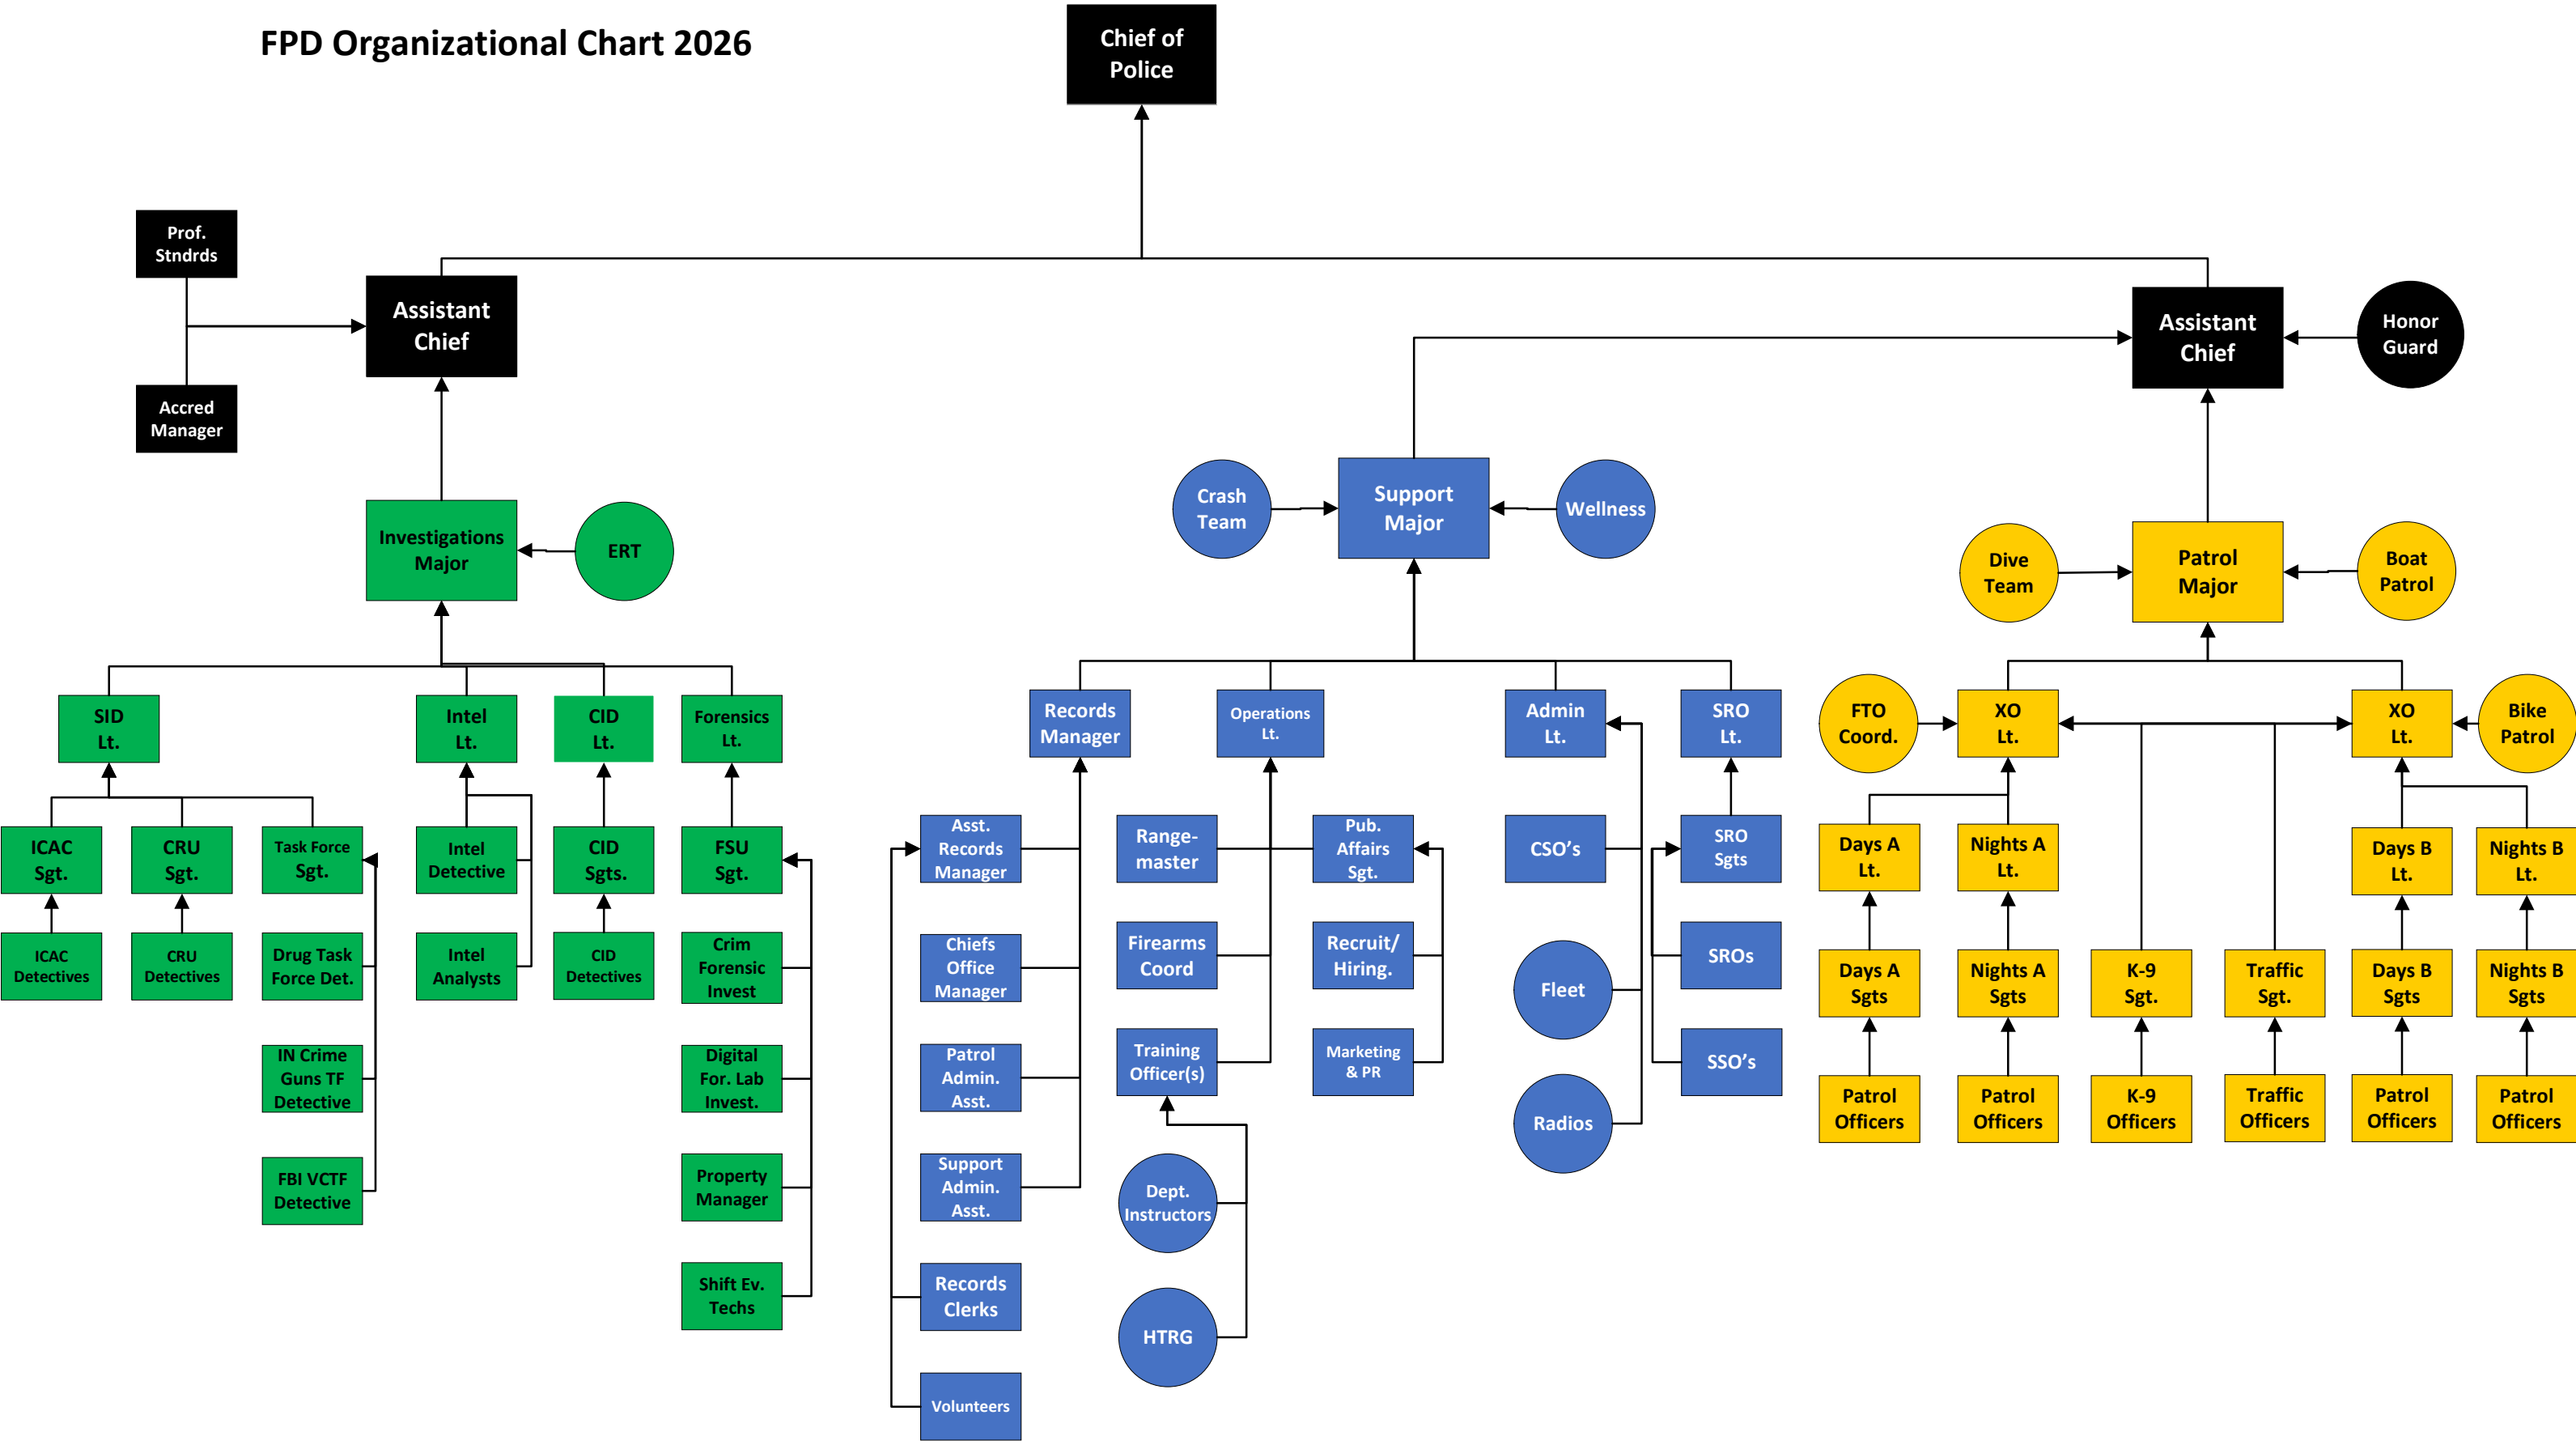 FPD Organizational Chart 2026
Chief of
Police
Prof.
Stndrds
Assistant
Chief
Accred
Manager
Assistant
Chief
Honor
Guard
Investigations
Major
ERT
Crash
Team
Support
Major
Wellness
Dive
Team
Patrol
Major
Boat
Patrol
SID
Lt.
Intel
Lt.
CID
Lt.
Forensics
Lt.
Records
Manager
Operations
Lt.
Admin
Lt.
SRO
Lt.
FTO
Coord.
XO
Lt.
XO
Lt.
Bike
Patrol
ICAC
Sgt.
CRU
Sgt.
Task Force
Sgt.
Intel
Detective
CID
Sgts.
FSU
Sgt.
Asst.
Records
Manager
Range-
master
Pub.
Affairs
Sgt.
CSO’s
SRO
Sgts
Days A
Lt.
Nights A
Lt.
Days B
Lt.
Nights B
Lt.
ICAC
Detectives
CRU
Detectives
Drug Task
Force Det.
Intel
Analysts
CID
Detectives
Crim
Forensic
Invest
Chiefs
Office
Manager
Firearms
Coord
Recruit/
Hiring.
Fleet
SROs
Days A
Sgts
Nights A
Sgts
K-9
Sgt.
Traffic
Sgt.
Days B
Sgts
Nights B
Sgts
IN Crime
Guns TF
Detective
Digital
For. Lab
Invest.
Patrol
Admin.
Asst.
Training
Officer(s)
Marketing
& PR
Radios
SSO’s
Patrol
Officers
Patrol
Officers
K-9
Officers
Traffic
Officers
Patrol
Officers
Patrol
Officers
FBI VCTF
Detective
Property
Manager
Support
Admin.
Asst.
Dept.
Instructors
Shift Ev.
Techs
Records
Clerks
HTRG
Volunteers